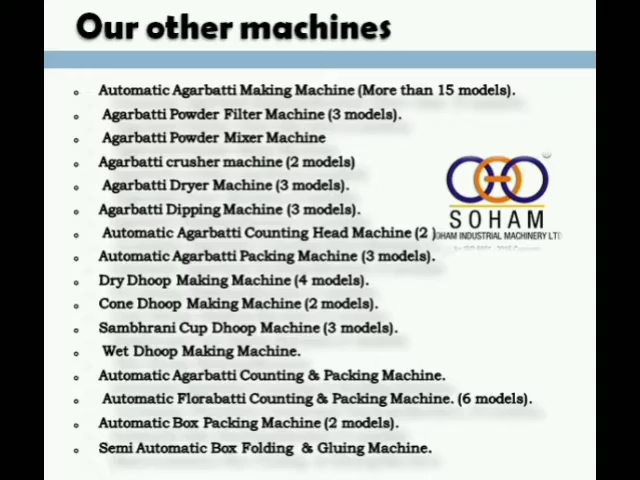 Our other machines
Automatic Agarbatti Making Machine (More than 15 models).
Agarbatti Powder Filter Machine (3 models).
Agarbatti Powder Mixer Machine
Agarbatti crusher machine (2 models)
Agarbatti Dryer Machine (3 models).
Agarbatti Dipping Machine (3 models).
Automatic Agarbatti Counting Head Machine (2 )
Automatic Agarbatti Packing Machine (3 models).
Dry Dhoop Making Machine (4 models).
Cone Dhoop Making Machine (2 models).
Sambhrani Cup Dhoop Machine (3 models).
Wet Dhoop Making Machine.
Automatic Agarbatti Counting & Packing Machine.
Automatic Florabatti Counting & Packing Machine. (6 models).
Automatic Box Packing Machine (2 models).
Semi Automatic Box Folding & Gluing Machine.
SOHAM
OHAM INDUSTRIAL MACHINERY LT